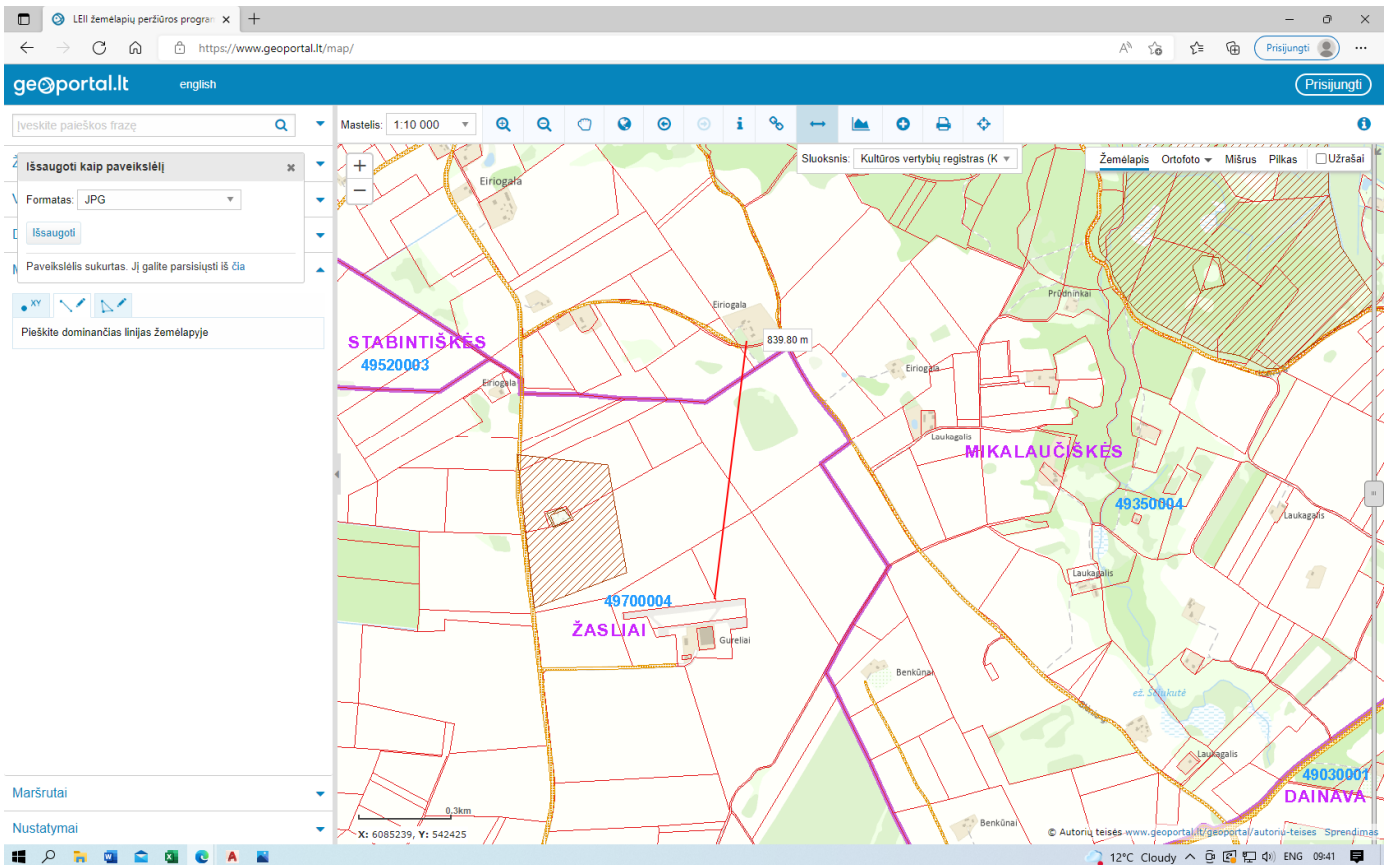 LEII žemėlapių peržiūros program
https://www.geoportal.lt/map/
Prisijungti
geoportal.lt
english
Prisijungti
Įveskite paieškos frazę
Mastelis: 1:10 000
Išsaugoti kaip paveikslėlį
Formatas: JPG
Išsaugoti
Paveikslėlis sukurtas. Jį galite parsisiųsti iš čia
XY
Pieškite dominančias linijas žemėlapyje
Maršrutai
Nustatymai
Sluoksnis: Kultūros vertybių registras (K
Žemėlapis Ortofoto Mišrus Pilkas Užrašai
Eiriogala
Prūdninkai
Eiriogala
839.80 m
STABINTIŠKĖS
49520003
Eiriogala
Eiriogala
Laukagalis
MIKALAUČIŠKĖS
49350004
Laukagalis
Laukagalis
49700004
ŽASLIAI
Gureliai
Benkūnai
Laukagalis
49030001
DAINAVA
0.3km
X: 6085239, Y: 542425
Benkūnai
© Autorių teisės www.geoportal.lt/geoportal/autoriu-teises Sprendimas
12°C Cloudy ENG 09:41